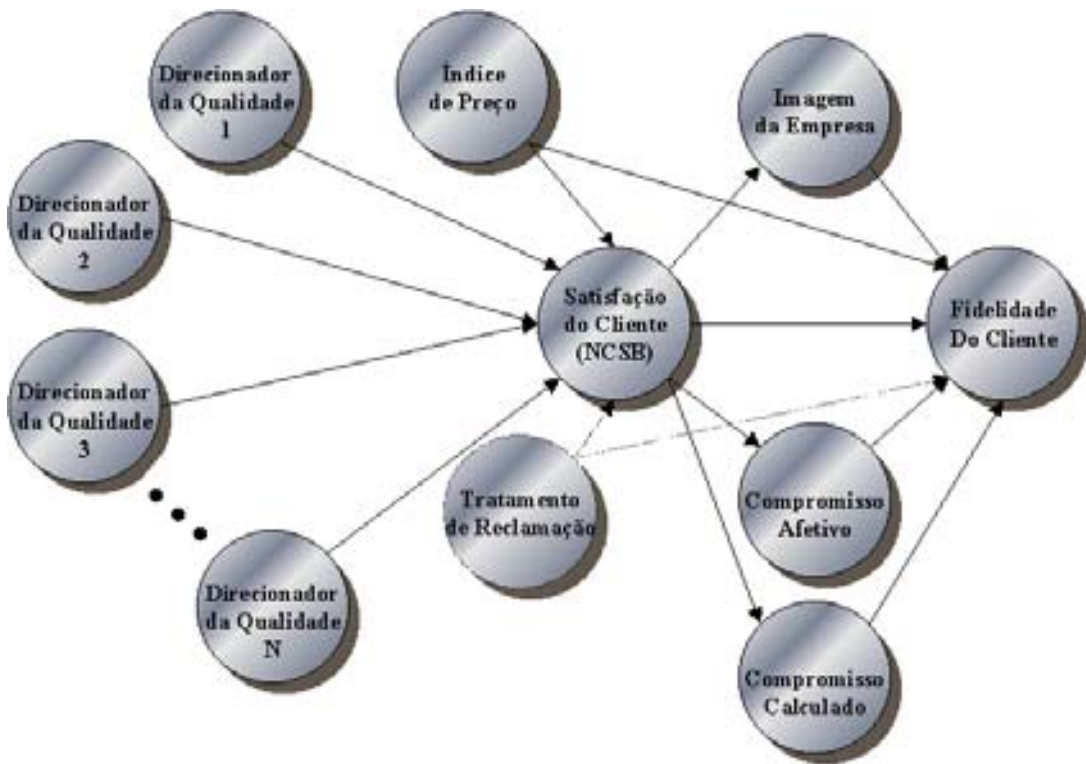 Direcionador
da Qualidade
1
Índice
de Preço
Imagem
da Empresa
Direcionador
da Qualidade
2
Satisfação
do Cliente
(NCSB)
Fidelidade
Do Cliente
Direcionador
da Qualidade
3
Tratamento
de Reclamação
Compromisso
Afetivo
Direcionador
da Qualidade
N
Compromisso
Calculado